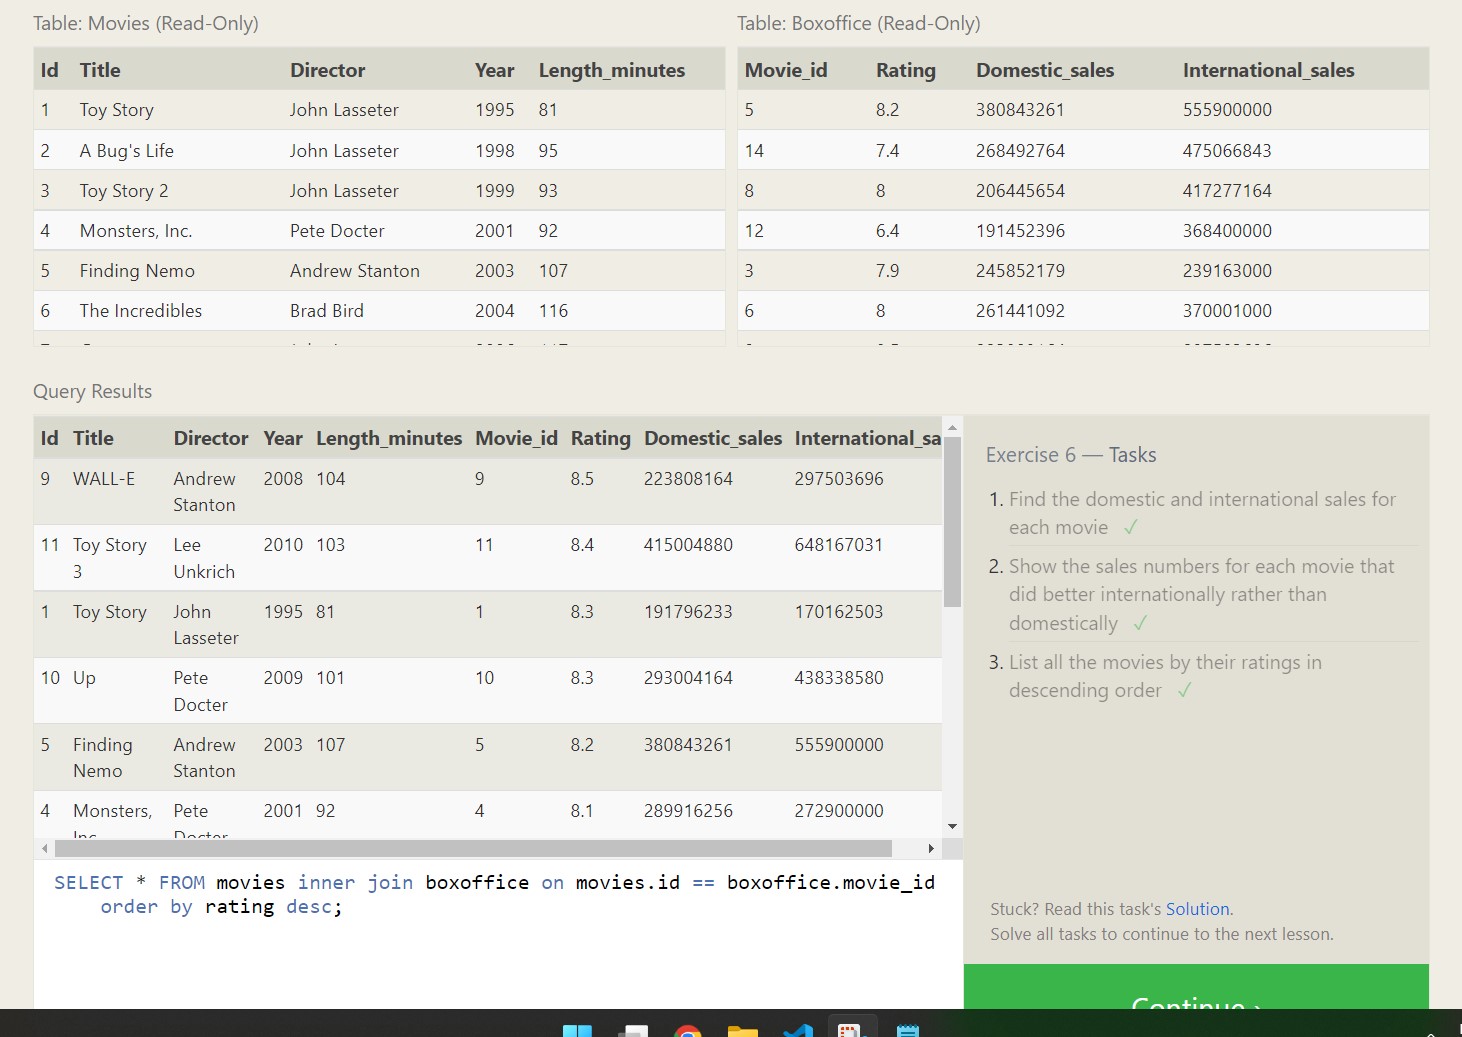 Table: Movies (Read-Only)
Id Title Director Year Length_minutes
1 Toy Story John Lasseter 1995 81
2 A Bug's Life John Lasseter 1998 95
3 Toy Story 2 John Lasseter 1999 93
4 Monsters, Inc. Pete Docter 2001 92
5 Finding Nemo Andrew Stanton 2003 107
6 The Incredibles Brad Bird 2004 116
Table: Boxoffice (Read-Only)
Movie_id Rating Domestic_sales International_sales
5 8.2 380843261 555900000
14 7.4 268492764 475066843
8 8 206445654 417277164
12 6.4 191452396 368400000
3 7.9 245852179 239163000
6 8 261441092 370001000
Query Results
Id Title Director Year Length_minutes Movie_id Rating Domestic_sales International_sa
9 WALL-E Andrew Stanton 2008 104 9 8.5 223808164 297503696
11 Toy Story 3 Lee Unkrich 2010 103 11 8.4 415004880 648167031
1 Toy Story John Lasseter 1995 81 1 8.3 191796233 170162503
10 Up Pete Docter 2009 101 10 8.3 293004164 438338580
5 Finding Nemo Andrew Stanton 2003 107 5 8.2 380843261 555900000
4 Monsters, Inc. Pete Docter 2001 92 4 8.1 289916256 272900000
SELECT * FROM movies inner join boxoffice on movies.id == boxoffice.movie_id
order by rating desc;
Exercise 6 — Tasks
1. Find the domestic and international sales for
each movie ✓
2. Show the sales numbers for each movie that
did better internationally rather than
domestically ✓
3. List all the movies by their ratings in
descending order ✓
Stuck? Read this task's Solution.
Solve all tasks to continue to the next lesson.
Continue ›